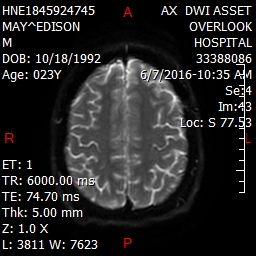 HNE1845924745
MAY^EDISON
M
DOB: 10/18/1992
Age: 023Y
A
AX DWI ASSET
OVERLOOK
HOSPITAL
33388086
6/7/2016-10:35 AM
Se:4
Im:43
Loc: S 77.53
R
L
ET: 1
TR: 6000.00 ms
TE: 74.70 ms
Thk: 5.00 mm
Z: 1.0 X
L: 3811 W: 7623
P